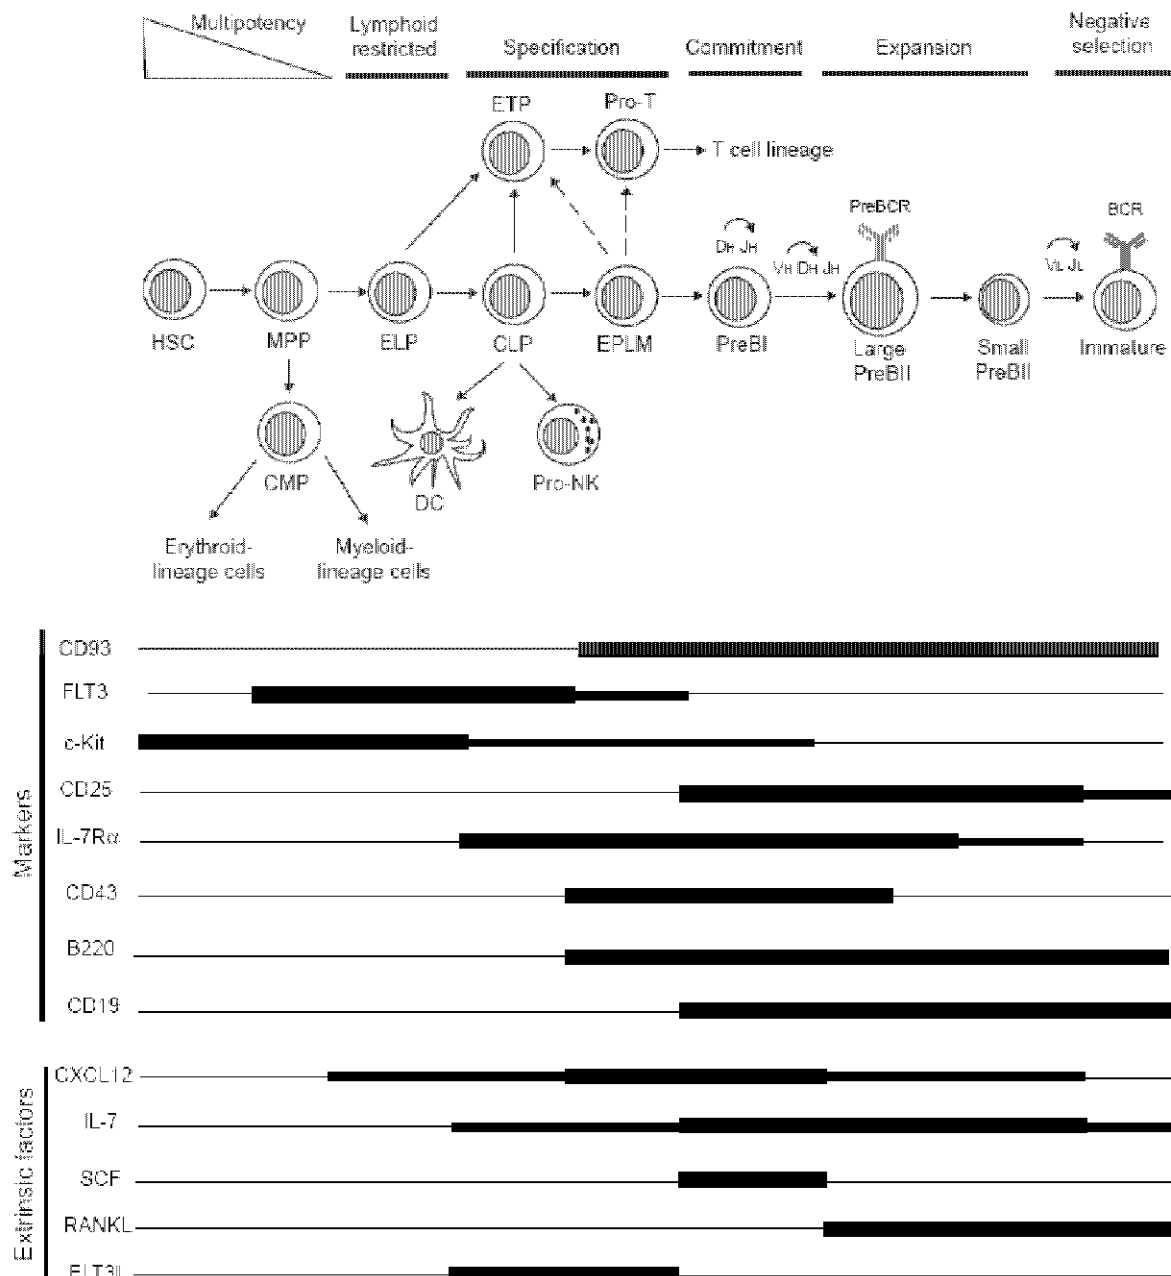 Multipotency
Lymphoid
restricted
Specification
Commitment
Expansion
Negative
selection
ETP
Pro-T
T cell lineage
PreBCR
BCR
DH JH
VH DH JH
VL JL
HSC
MPP
ELP
CLP
EPLM
PreBI
Large
PreBII
Small
PreBII
Immature
CMP
DC
Pro-NK
Erythroid-
lineage cells
Myeloid-
lineage cells
Markers
CD93
FLT3
c-Kit
CD25
IL-7Rα
CD43
B220
CD19
Extrinsic factors
CXCL12
IL-7
SCF
RANKL